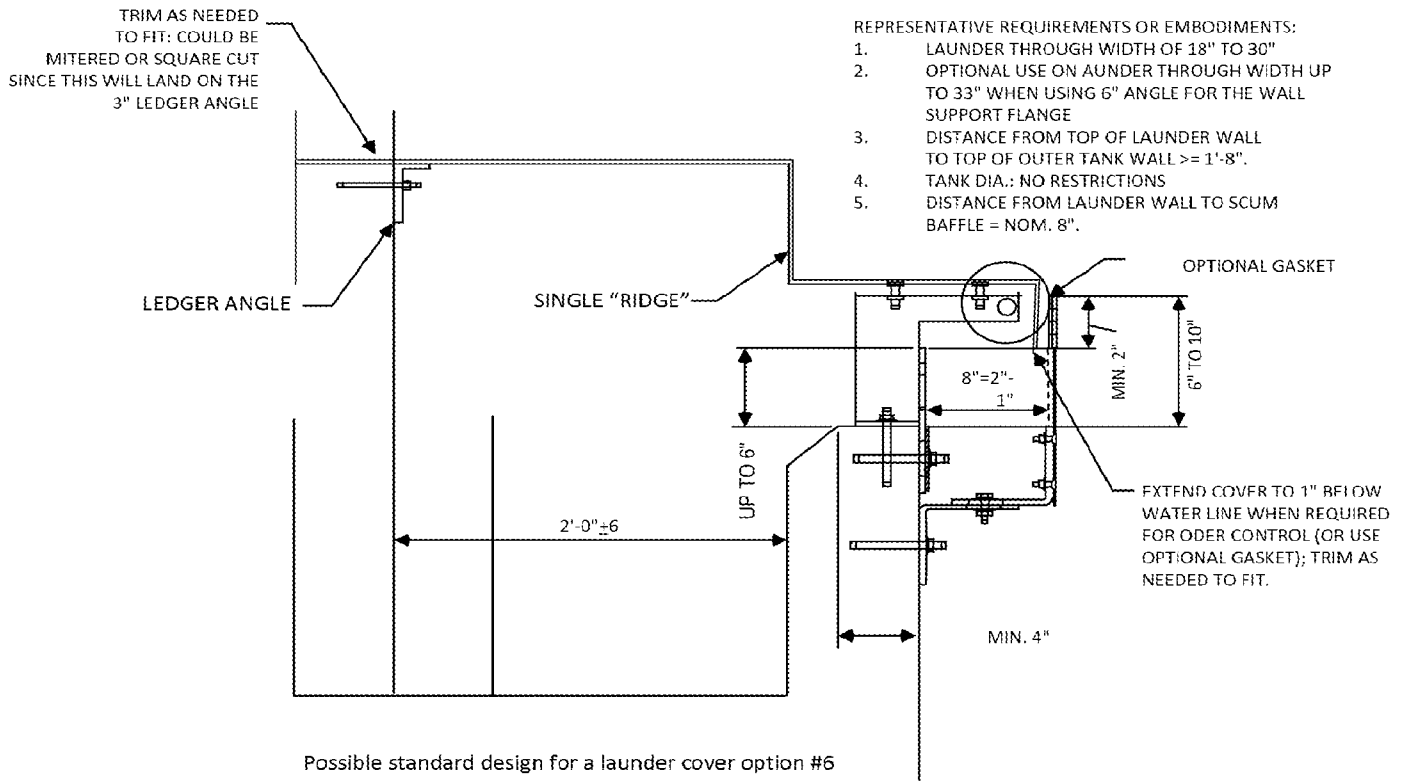 TRIM AS NEEDED
TO FIT: COULD BE
MITERED OR SQUARE CUT
SINCE THIS WILL LAND ON THE
3" LEDGER ANGLE
REPRESENTATIVE REQUIREMENTS OR EMBODIMENTS:
1. LAUNDER THROUGH WIDTH OF 18" TO 30"
2. OPTIONAL USE ON AUNDER THROUGH WIDTH UP
TO 33" WHEN USING 6" ANGLE FOR THE WALL
SUPPORT FLANGE
3. DISTANCE FROM TOP OF LAUNDER WALL
TO TOP OF OUTER TANK WALL >= 1'-8".
4. TANK DIA.: NO RESTRICTIONS
5. DISTANCE FROM LAUNDER WALL TO SCUM
BAFFLE = NOM. 8".
OPTIONAL GASKET
LEDGER ANGLE
SINGLE "RIDGE"
MIN. 2"
6" TO 10"
8"=2"-
1"
UP TO 6"
2'-0"±6
EXTEND COVER TO 1" BELOW
WATER LINE WHEN REQUIRED
FOR ODER CONTROL (OR USE
OPTIONAL GASKET); TRIM AS
NEEDED TO FIT.
MIN. 4"
Possible standard design for a launder cover option #6